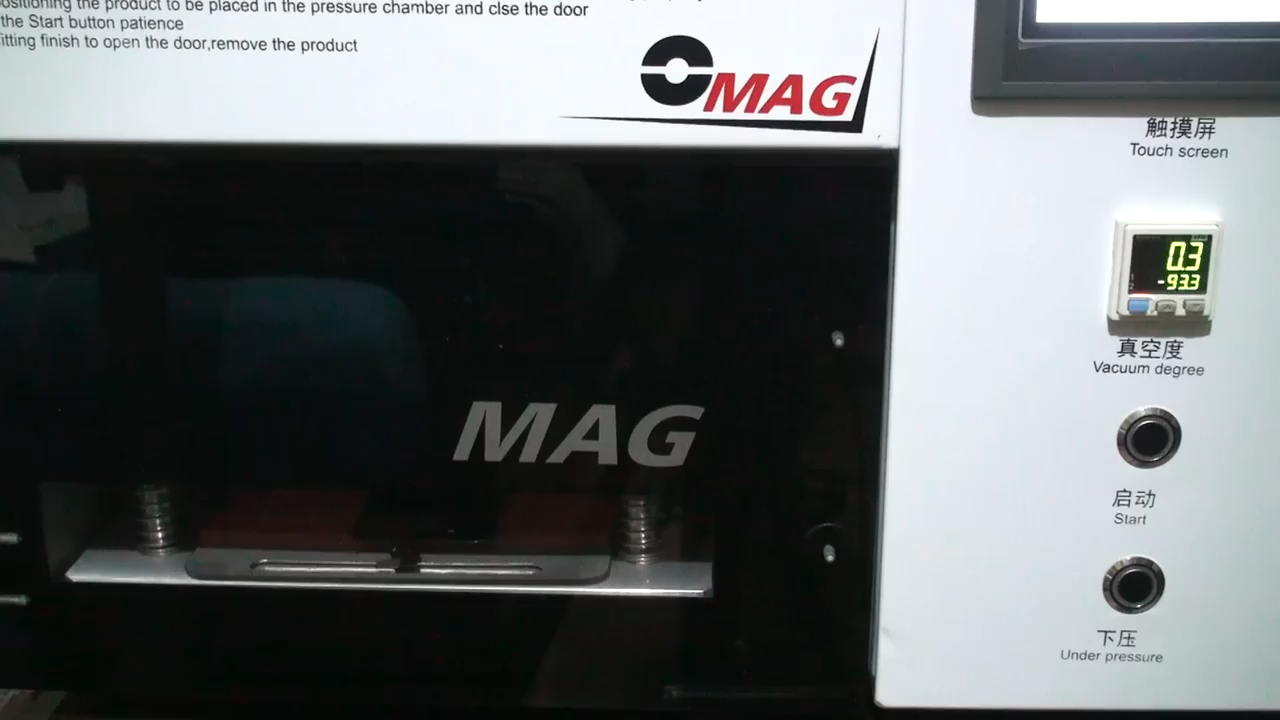 ositioning the product to be placed in the pressure chamber and clse the door
the Start button patience
itting finish to open the door,remove the product
OMAG
触摸屏
Touch screen
0.3
-93.3
真空度
Vacuum degree
MAG
启动
Start
下压
Under pressure